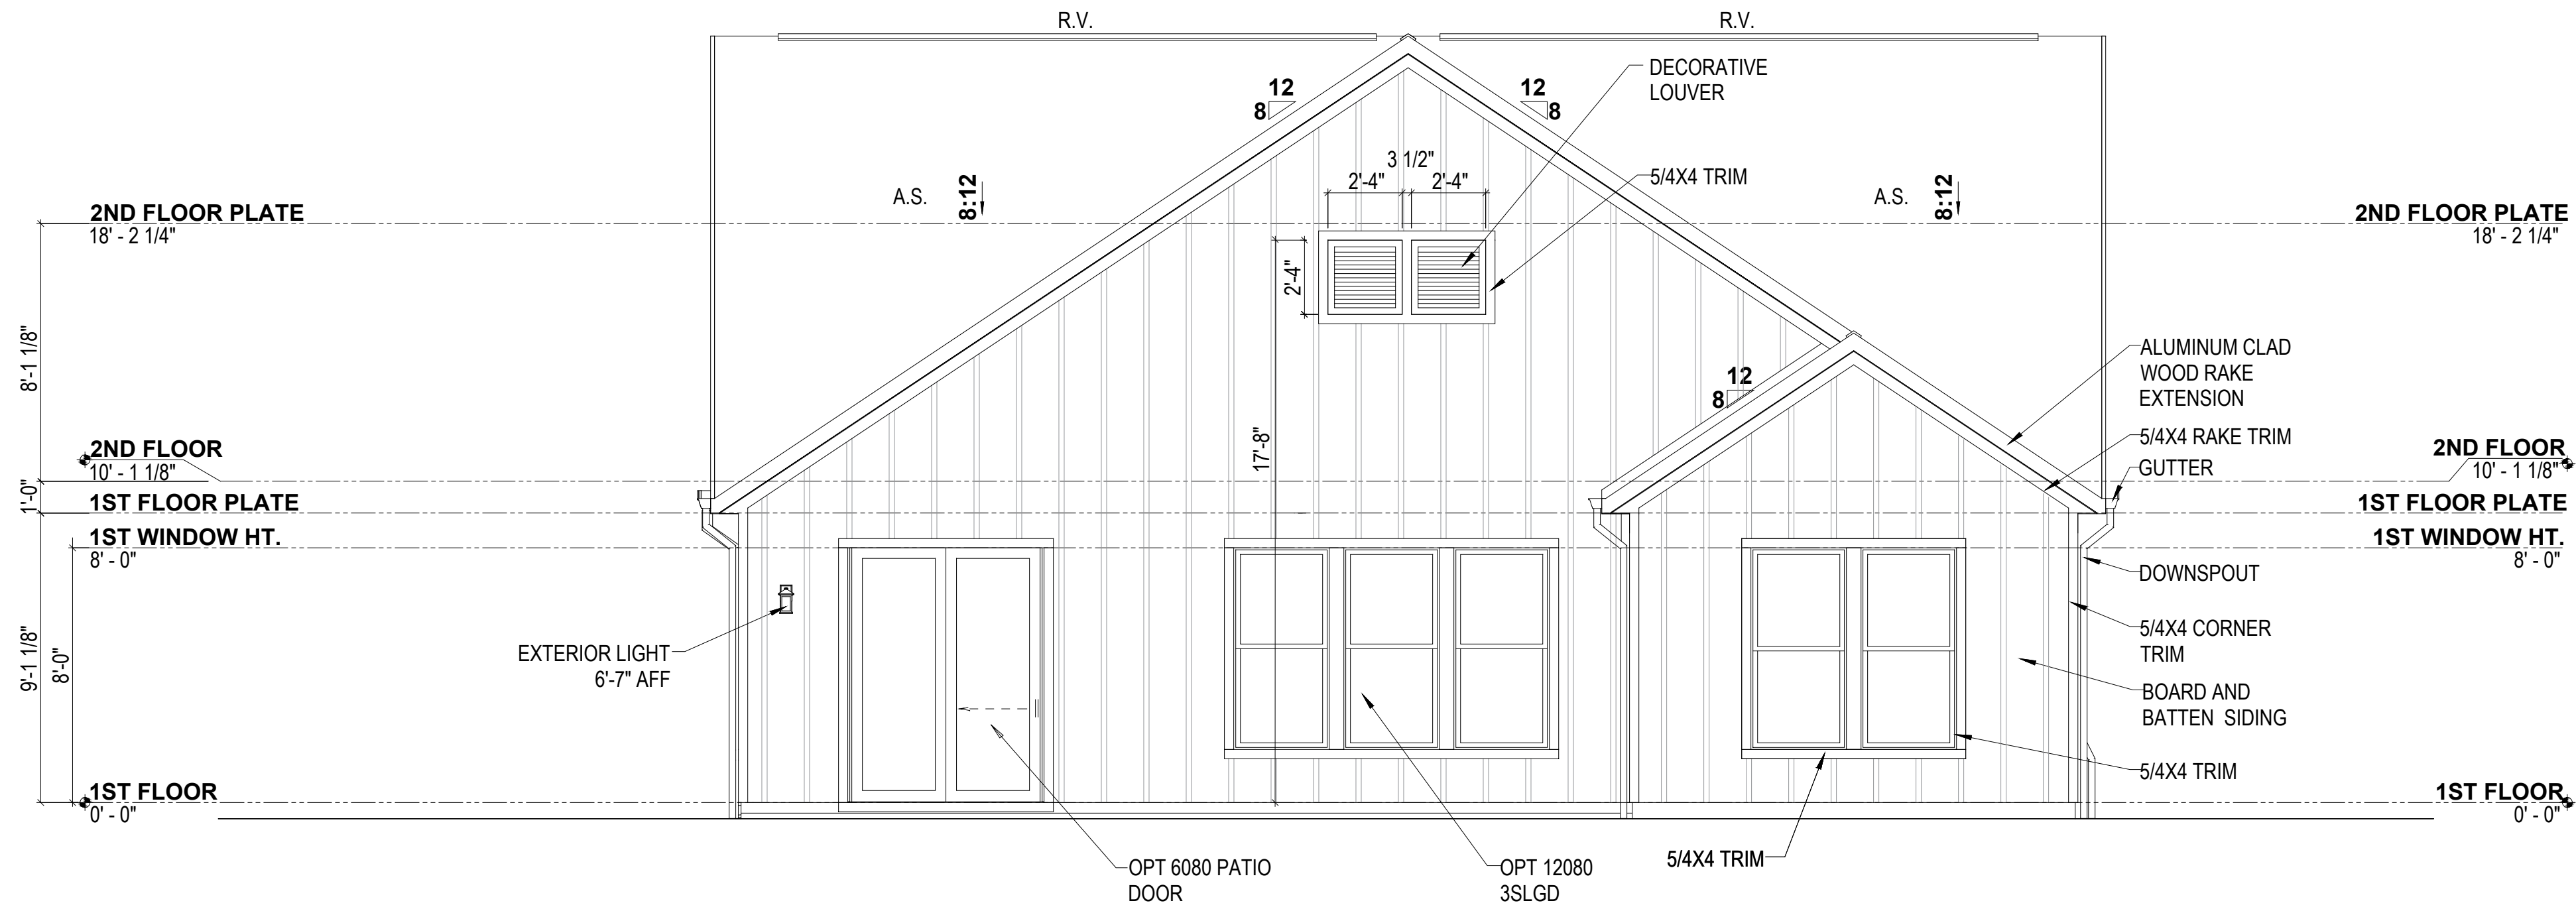 R.V.
R.V.
DECORATIVE
LOUVER
12
8
12
8
3 1/2"
2'-4"
2'-4"
5/4X4 TRIM
A.S.
8:12
A.S.
8:12
2ND FLOOR PLATE
18' - 2 1/4"
2ND FLOOR PLATE
18' - 2 1/4"
2'-4"
8'-1 1/8"
ALUMINUM CLAD
WOOD RAKE
EXTENSION
12
8
5/4X4 RAKE TRIM
17'-8"
2ND FLOOR
10' - 1 1/8"
2ND FLOOR
10' - 1 1/8"
GUTTER
1'-0"
1ST FLOOR PLATE
1ST FLOOR PLATE
1ST WINDOW HT.
8' - 0"
1ST WINDOW HT.
8' - 0"
DOWNSPOUT
9'-1 1/8"
8'-0"
EXTERIOR LIGHT
6'-7" AFF
5/4X4 CORNER
TRIM
BOARD AND
BATTEN SIDING
5/4X4 TRIM
1ST FLOOR
0' - 0"
1ST FLOOR
0' - 0"
OPT 6080 PATIO
DOOR
OPT 12080
3SLGD
5/4X4 TRIM